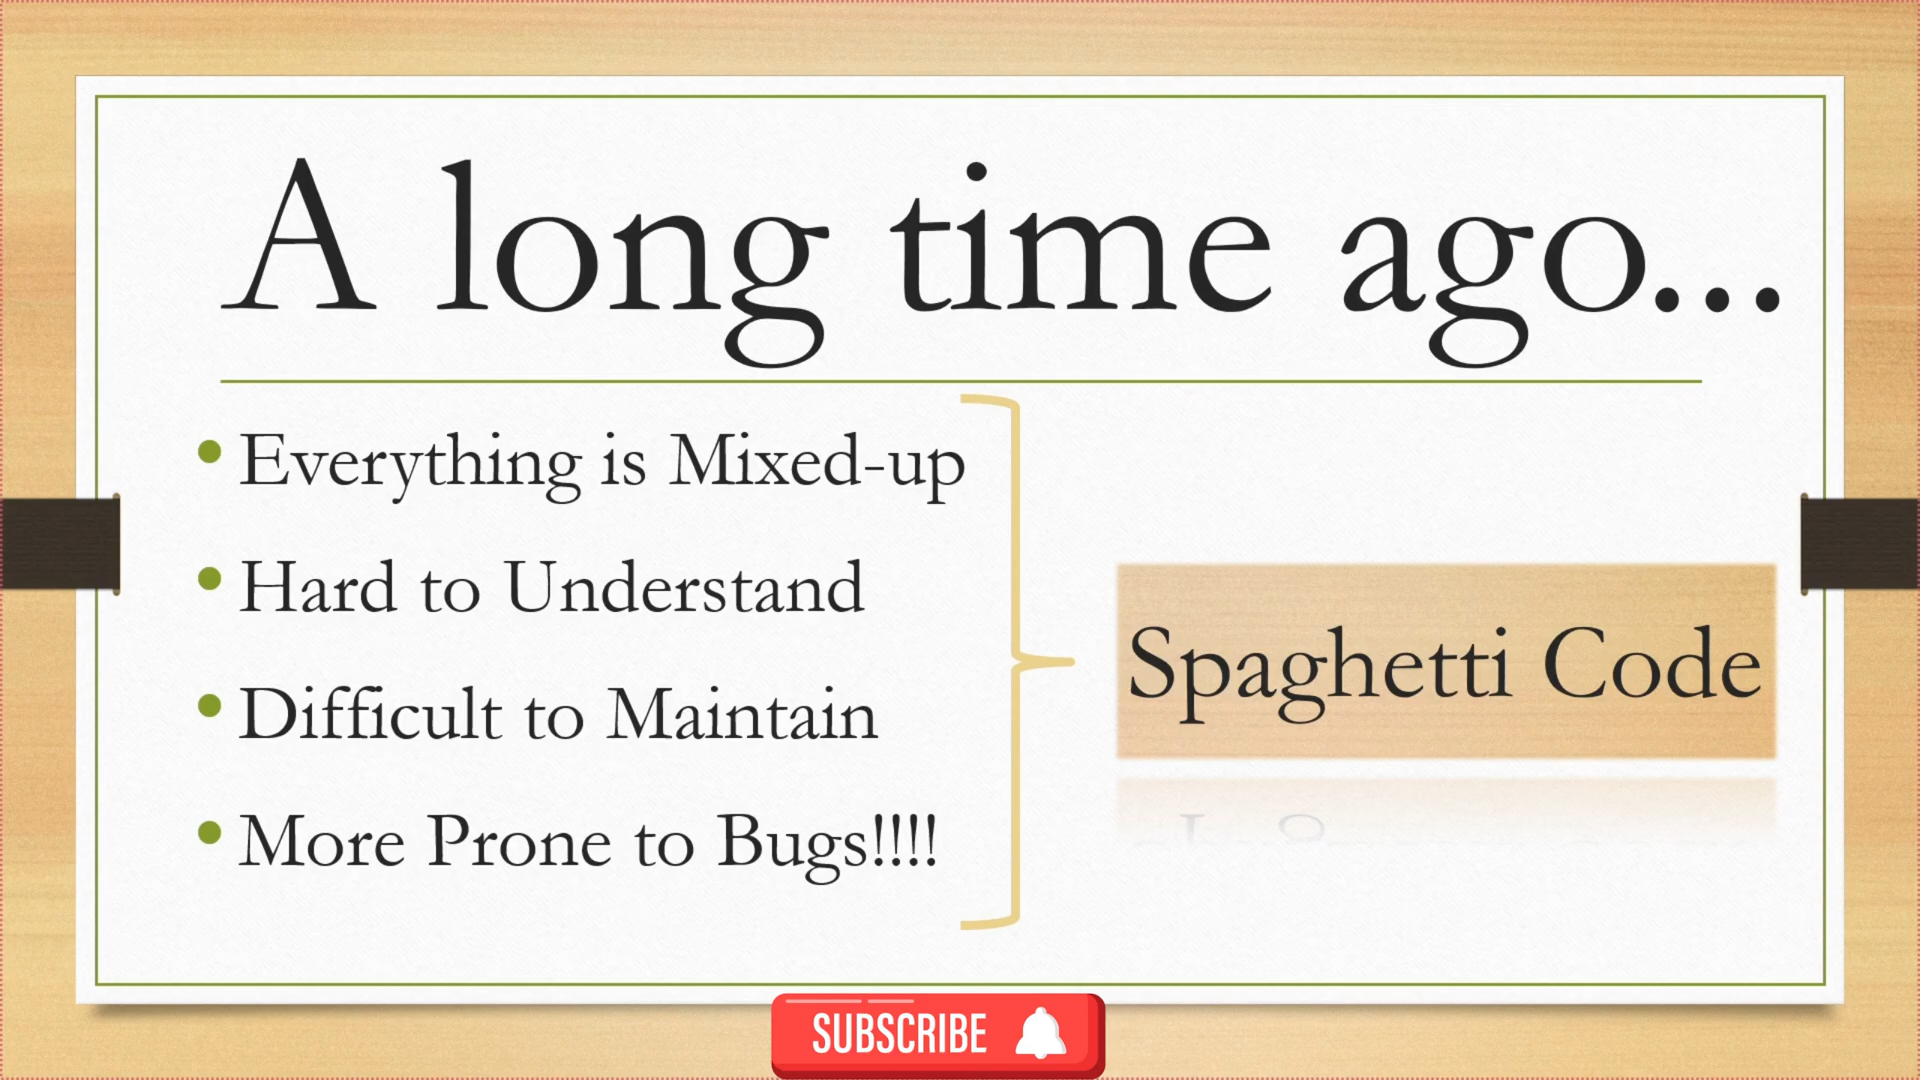 A long time ago...
• Everything is Mixed-up
• Hard to Understand
• Difficult to Maintain
• More Prone to Bugs!!!!
Spaghetti Code
SUBSCRIBE